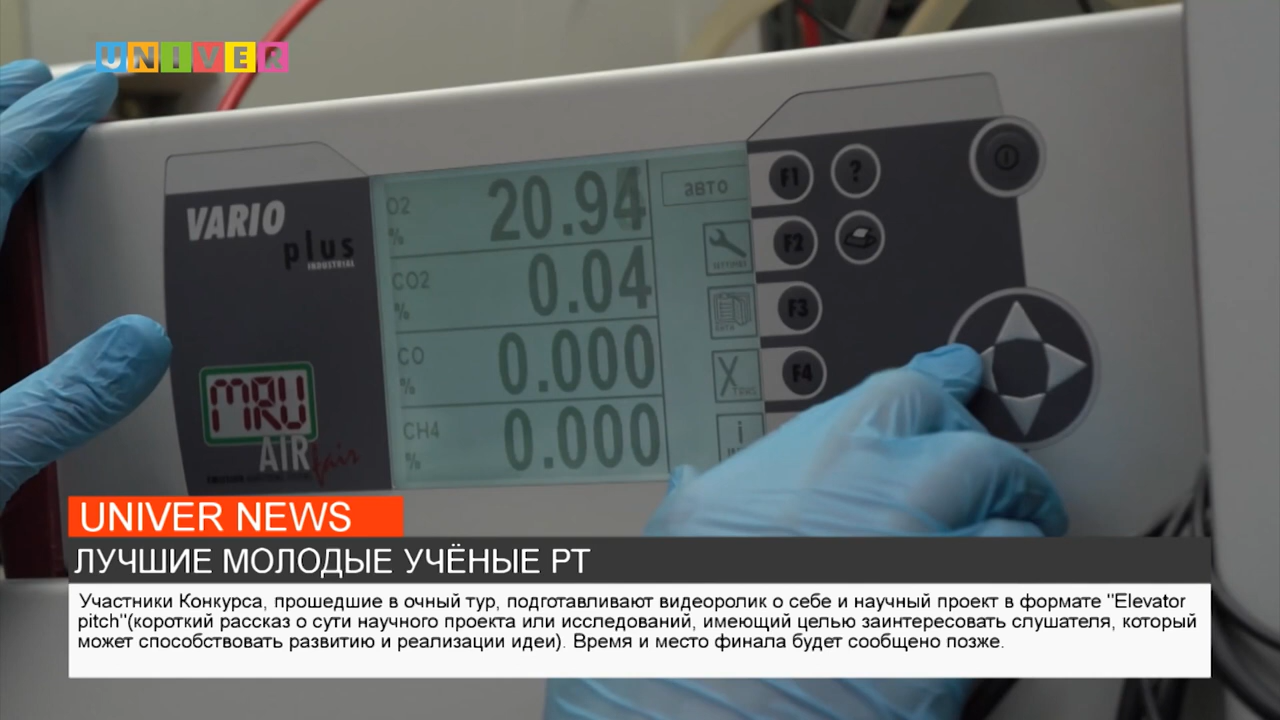 UNIVER
VARIO
plus
INDUSTRIAL
O2
%
20.94
CO2
%
0.04
CO
%
0.000
CH4
%
0.000
авто
F1
F2
F3
F4
?
i
MRU
AIR
fair
UNIVER NEWS
ЛУЧШИЕ МОЛОДЫЕ УЧЁНЫЕ РТ
Участники Конкурса, прошедшие в очный тур, подготавливают видеоролик о себе и научный проект в формате "Elevator
pitch"(короткий рассказ о сути научного проекта или исследований, имеющий целью заинтересовать слушателя, который
может способствовать развитию и реализации идеи). Время и место финала будет сообщено позже.